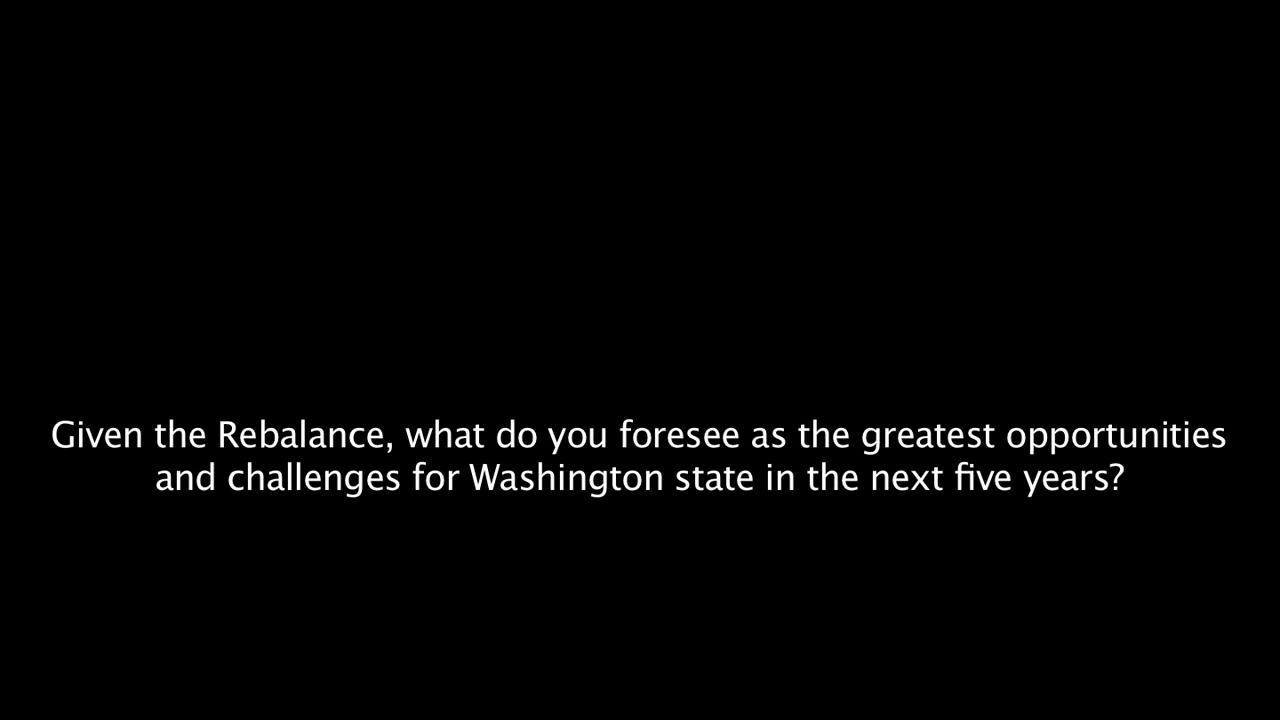 Given the Rebalance, what do you foresee as the greatest opportunities
and challenges for Washington state in the next five years?